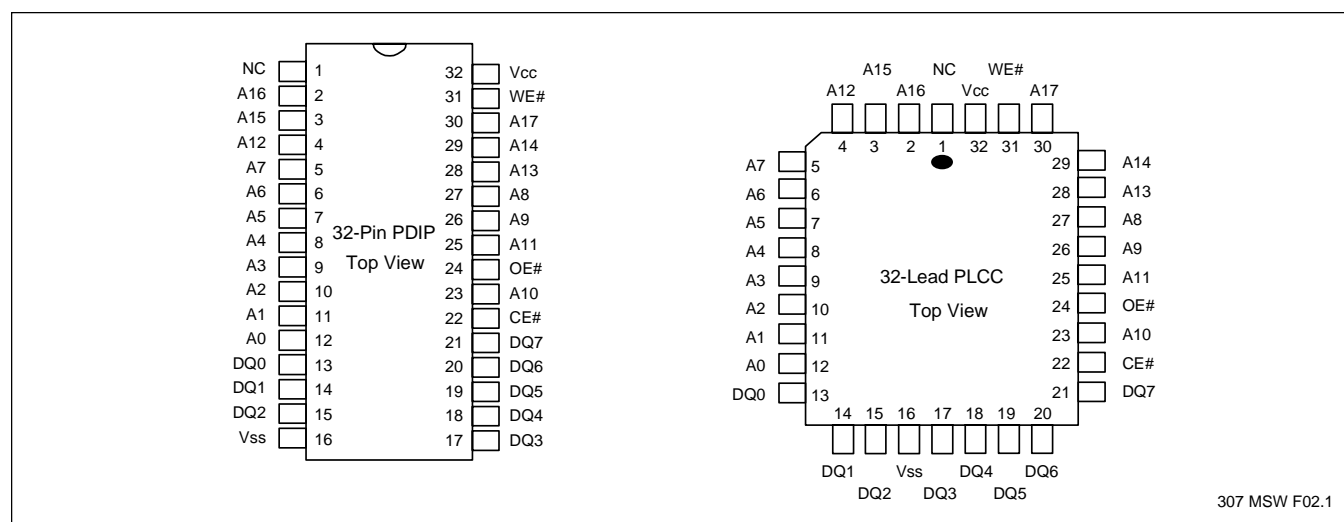 NC 1 32 Vcc
A16 2 31 WE#
A15 3 30 A17
A12 4 29 A14
A7 5 28 A13
A6 6 27 A8
A5 7 26 A9
A4 8 25 A11
A3 9 24 OE#
A2 10 23 A10
A1 11 22 CE#
A0 12 21 DQ7
DQ0 13 20 DQ6
DQ1 14 19 DQ5
DQ2 15 18 DQ4
Vss 16 17 DQ3
32-Pin PDIP
Top View
A15 NC WE#
A12 A16 Vcc A17
4 3 2 1 32 31 30
A7 5 29 A14
A6 6 28 A13
A5 7 27 A8
A4 8 26 A9
A3 9 25 A11
A2 10 24 OE#
A1 11 23 A10
A0 12 22 CE#
DQ0 13 21 DQ7
32-Lead PLCC
Top View
14 15 16 17 18 19 20
DQ1 Vss DQ4 DQ6
DQ2 DQ3 DQ5
307 MSW F02.1